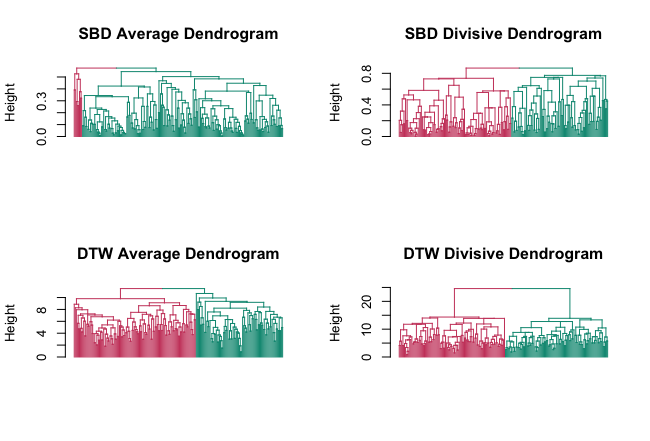 SBD Average Dendrogram
Height
0.0
0.3
SBD Divisive Dendrogram
Height
0.0
0.4
0.8
DTW Average Dendrogram
Height
0
4
8
DTW Divisive Dendrogram
Height
0
10
20